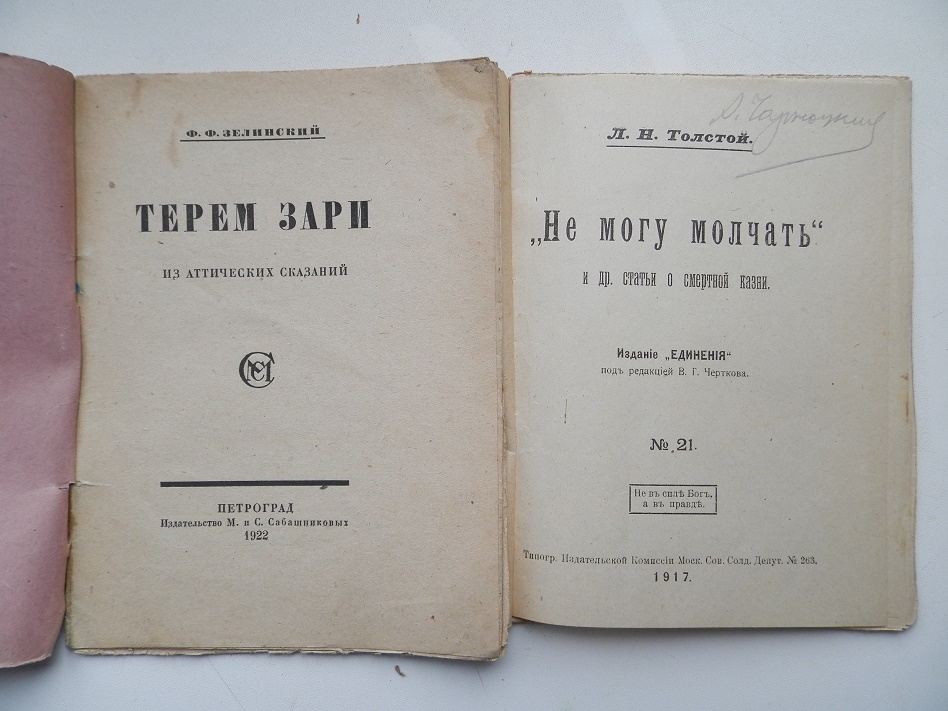 Ф. Ф. ЗЕЛИНСКИЙ
ТЕРЕМ ЗАРИ
ИЗ АТТИЧЕСКИХ СКАЗАНИЙ
ПЕТРОГРАД
Издательство М. и С. Сабашниковых
1922
Л. Н. Толстой.
„Не могу молчать“
и др. статьи о смертной казни.
Изданіе „ЕДИНЕНІЯ“
подъ редакціей В. Г. Черткова.
№ 21.
Не въ силѣ Богъ,
а въ правдѣ.
Типогр. Издательской Комиссіи Моск. Сов. Солд. Депут. № 263.
1917.